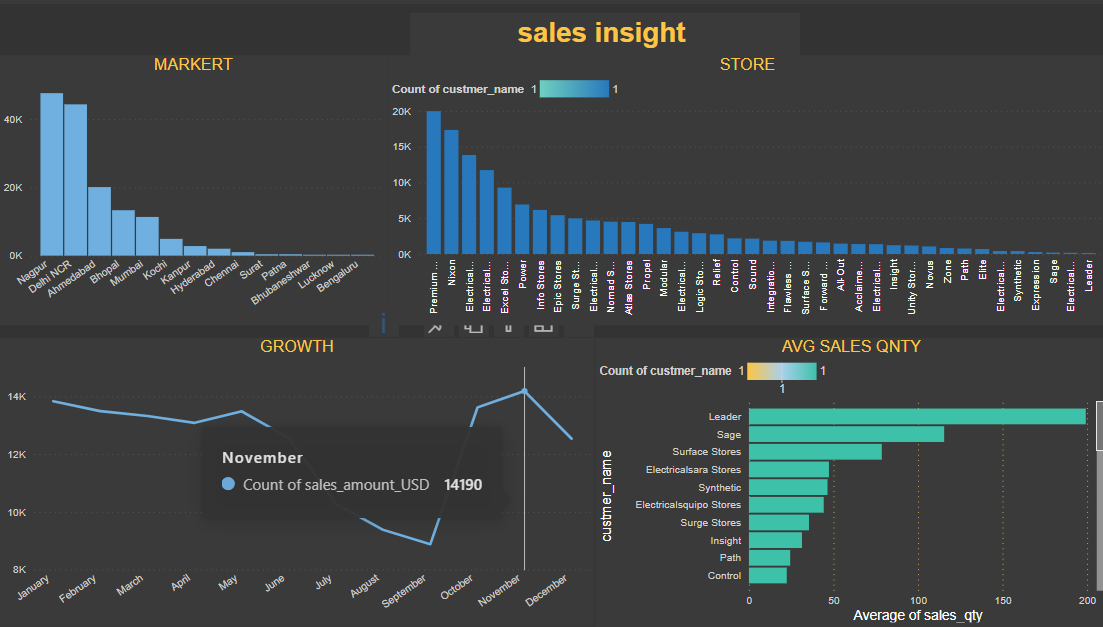 sales insight
MARKERT
40K
20K
0K
Nagpur
Delhi NCR
Ahmedabad
Bhopal
Mumbai
Kochi
Kanpur
Hyderabad
Chennai
Surat
Patna
Bhubaneshwar
Lucknow
Bengaluru
STORE
Count of custmer_name 1 1
20K
15K
10K
5K
0K
Premium ...
Nixon
Electrical...
Electrical...
Excel Sto...
Power
Info Stores
Epic Stores
Surge St...
Electrical...
Nomad S...
Atlas Stores
Propel
Modular
Electrical...
Logic Sto...
Relief
Control
Sound
Integratio...
Flawless ...
Surface S...
Forward ...
All-Out
Acclaime...
Electrical...
Insight
Unity Stor...
Novus
Zone
Path
Elite
Electrical...
Synthetic
Expression
Sage
Electrical...
Leader
GROWTH
14K
12K
10K
8K
November
Count of sales_amount_USD 14190
January
February
March
April
May
June
July
August
September
October
November
December
AVG SALES QNTY
Count of custmer_name 1 1
1
custmer_name
Leader
Sage
Surface Stores
Electricalsara Stores
Synthetic
Electricalsquipo Stores
Surge Stores
Insight
Path
Control
0 50 100 150 200
Average of sales_qty